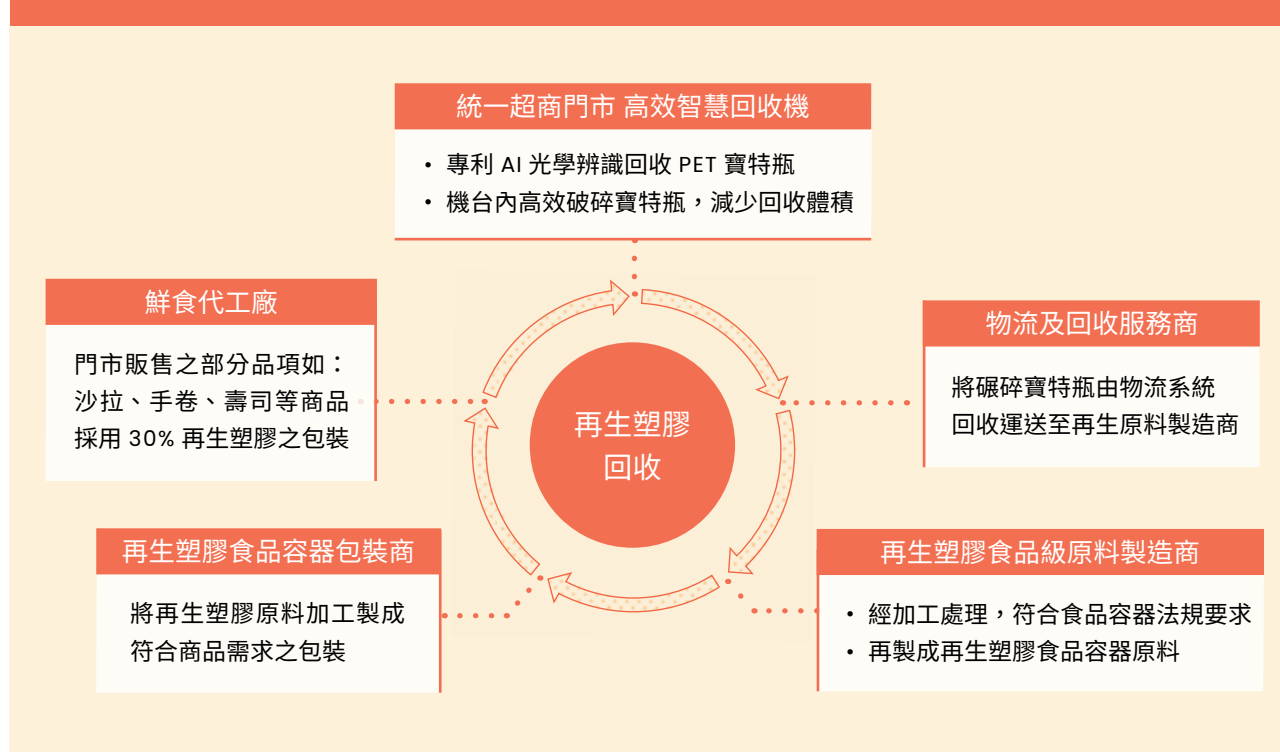 統一超商門市 高效智慧回收機
• 專利 AI 光學辨識回收 PET 寶特瓶
• 機台內高效破碎寶特瓶，減少回收體積
鮮食代工廠
門市販售之部分品項如：
沙拉、手卷、壽司等商品
採用 30% 再生塑膠之包裝
物流及回收服務商
將碾碎寶特瓶由物流系統
回收運送至再生原料製造商
再生塑膠
回收
再生塑膠食品容器包裝商
將再生塑膠原料加工製成
符合商品需求之包裝
再生塑膠食品級原料製造商
• 經加工處理，符合食品容器法規要求
• 再製成再生塑膠食品容器原料